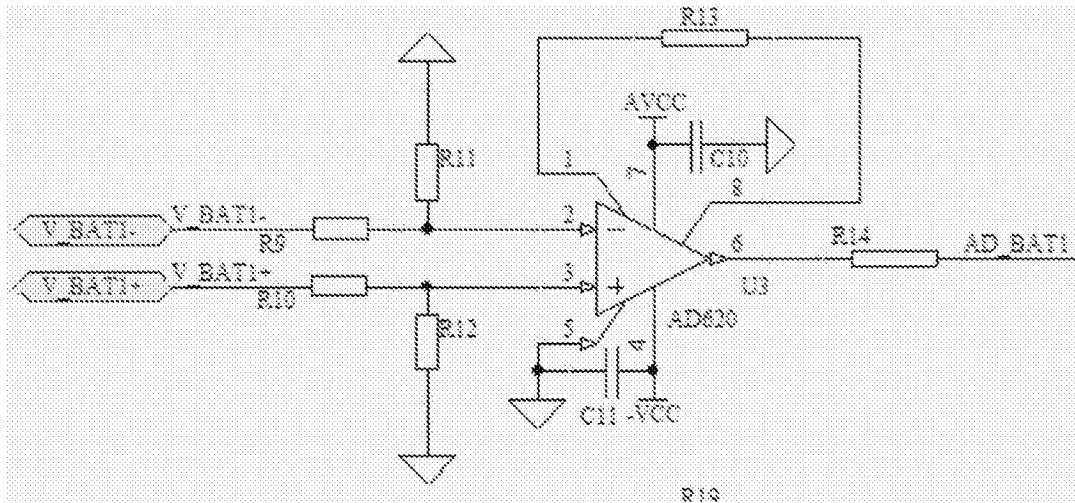 R13
AVCC
C10
1
7
8
R11
V_BAT1-
V_BAT1-
R9
2
6
R14
AD_BAT1
V_BAT1+
V_BAT1+
R10
3
U3
R12
5
4
AD620
C11
-VCC
R19